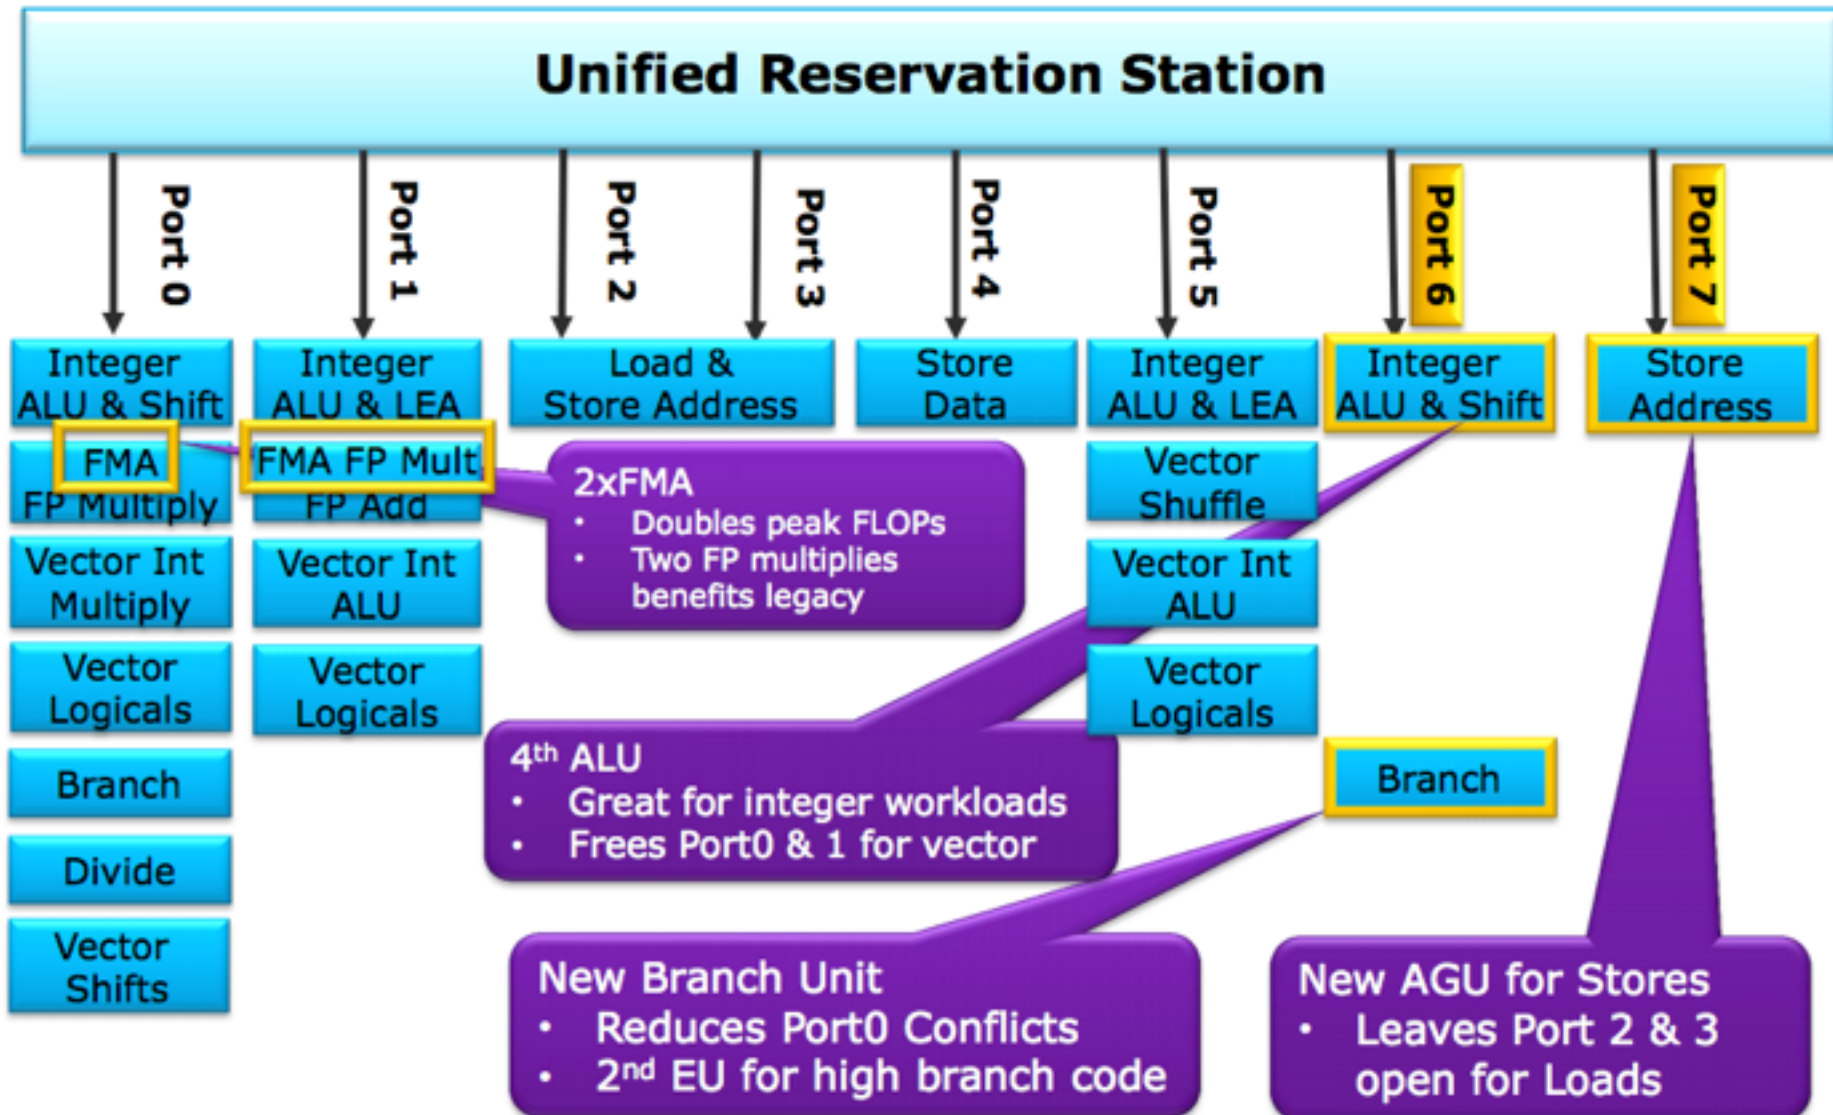 Unified Reservation Station
Port 0
Port 1
Port 2
Port 3
Port 4
Port 5
Port 6
Port 7
Integer
ALU & Shift
FMA
FP Multiply
Vector Int
Multiply
Vector
Logicals
Branch
Divide
Vector
Shifts
Integer
ALU & LEA
FMA FP Mult
FP Add
Vector Int
ALU
Vector
Logicals
Load &
Store Address
Store
Data
Integer
ALU & LEA
Vector
Shuffle
Vector Int
ALU
Vector
Logicals
Integer
ALU & Shift
Branch
Store
Address
2xFMA
• Doubles peak FLOPs
• Two FP multiplies
benefits legacy
4th ALU
• Great for integer workloads
• Frees Port0 & 1 for vector
New Branch Unit
• Reduces Port0 Conflicts
• 2nd EU for high branch code
New AGU for Stores
• Leaves Port 2 & 3
open for Loads